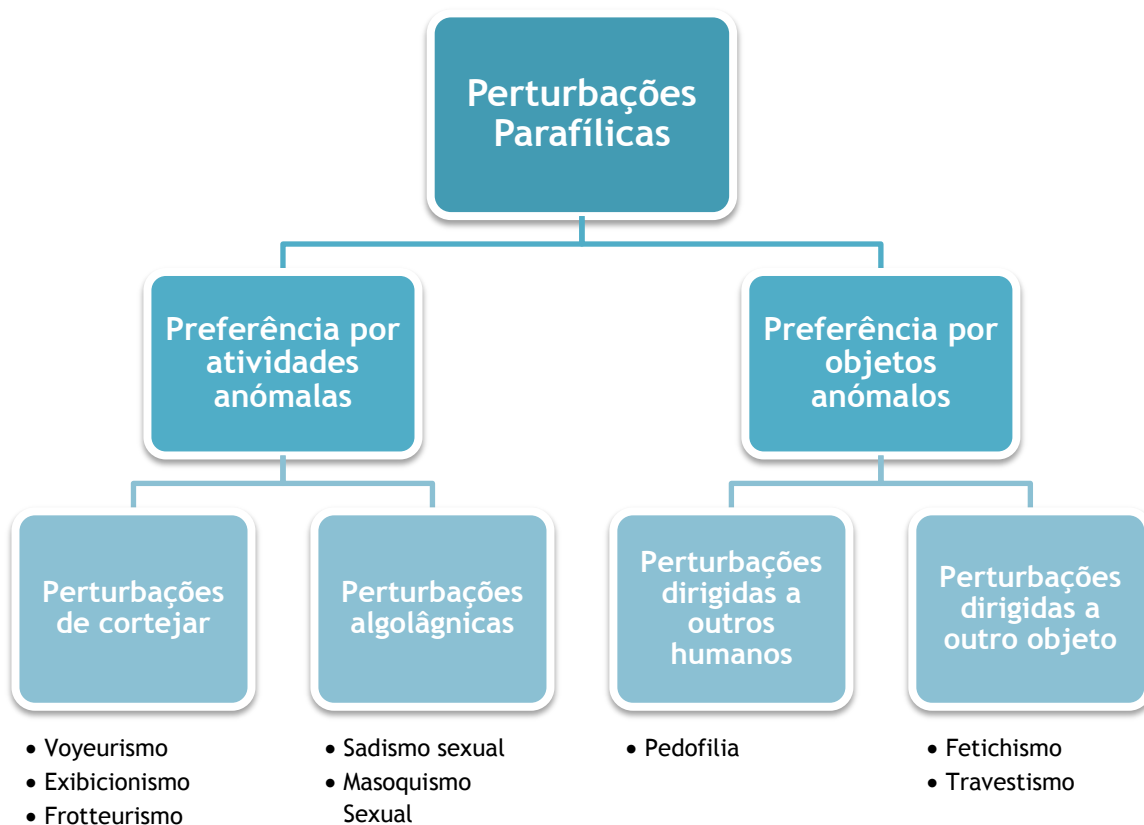 Perturbações
Parafílicas
Preferência por
atividades
anómalas
Preferência por
objetos
anómalos
Perturbações
de cortejar
Perturbações
algolâgnicas
Perturbações
dirigidas a
outros
humanos
Perturbações
dirigidas a
outro objeto
• Voyeurismo
• Exibicionismo
• Frotteurismo
• Sadismo sexual
• Masoquismo
Sexual
• Pedofilia
• Fetichismo
• Travestismo